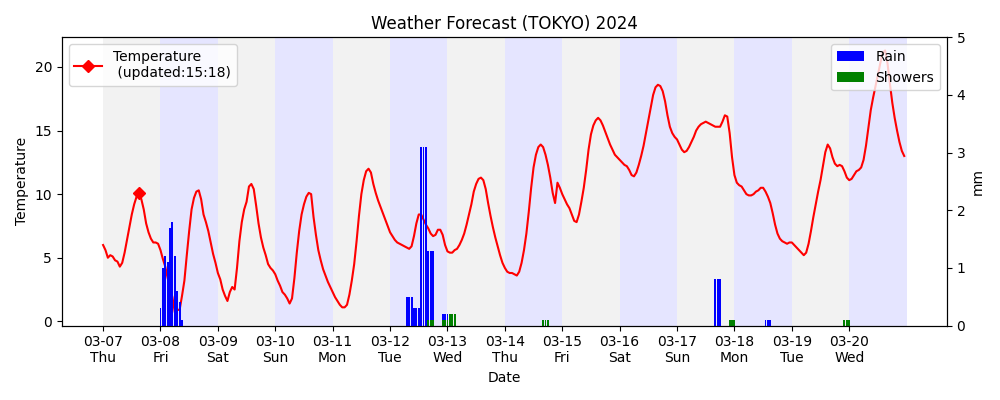 Weather Forecast (TOKYO) 2024
Temperature
(updated:15:18)
Rain
Showers
Temperature
20
15
10
5
0
5
4
3
2
1
0
mm
03-07 03-08 03-09 03-10 03-11 03-12 03-13 03-14 03-15 03-16 03-17 03-18 03-19 03-20
Thu Fri Sat Sun Mon Tue Wed Thu Fri Sat Sun Mon Tue Wed
Date